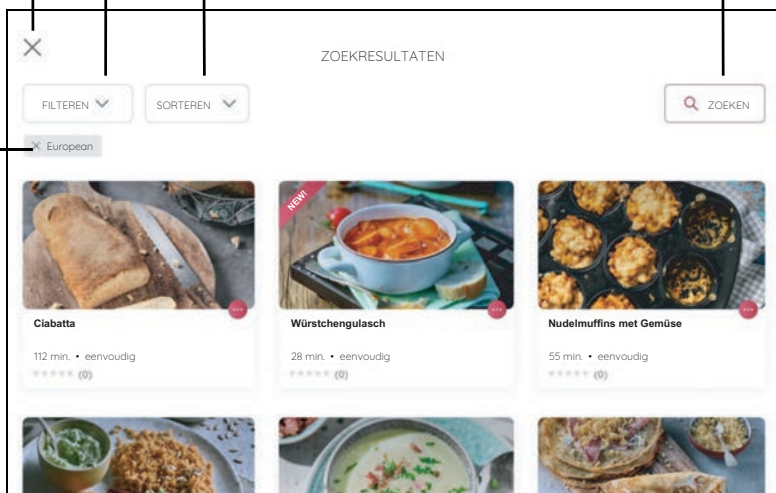 ZOEKRESULTATEN
FILTEREN
SORTEREN
ZOEKEN
× European
NEW!
Ciabatta
Würstchengulasch
Nudelmuffins met Gemüse
112 min. • eenvoudig
28 min. • eenvoudig
55 min. • eenvoudig
(0)
(0)
(0)